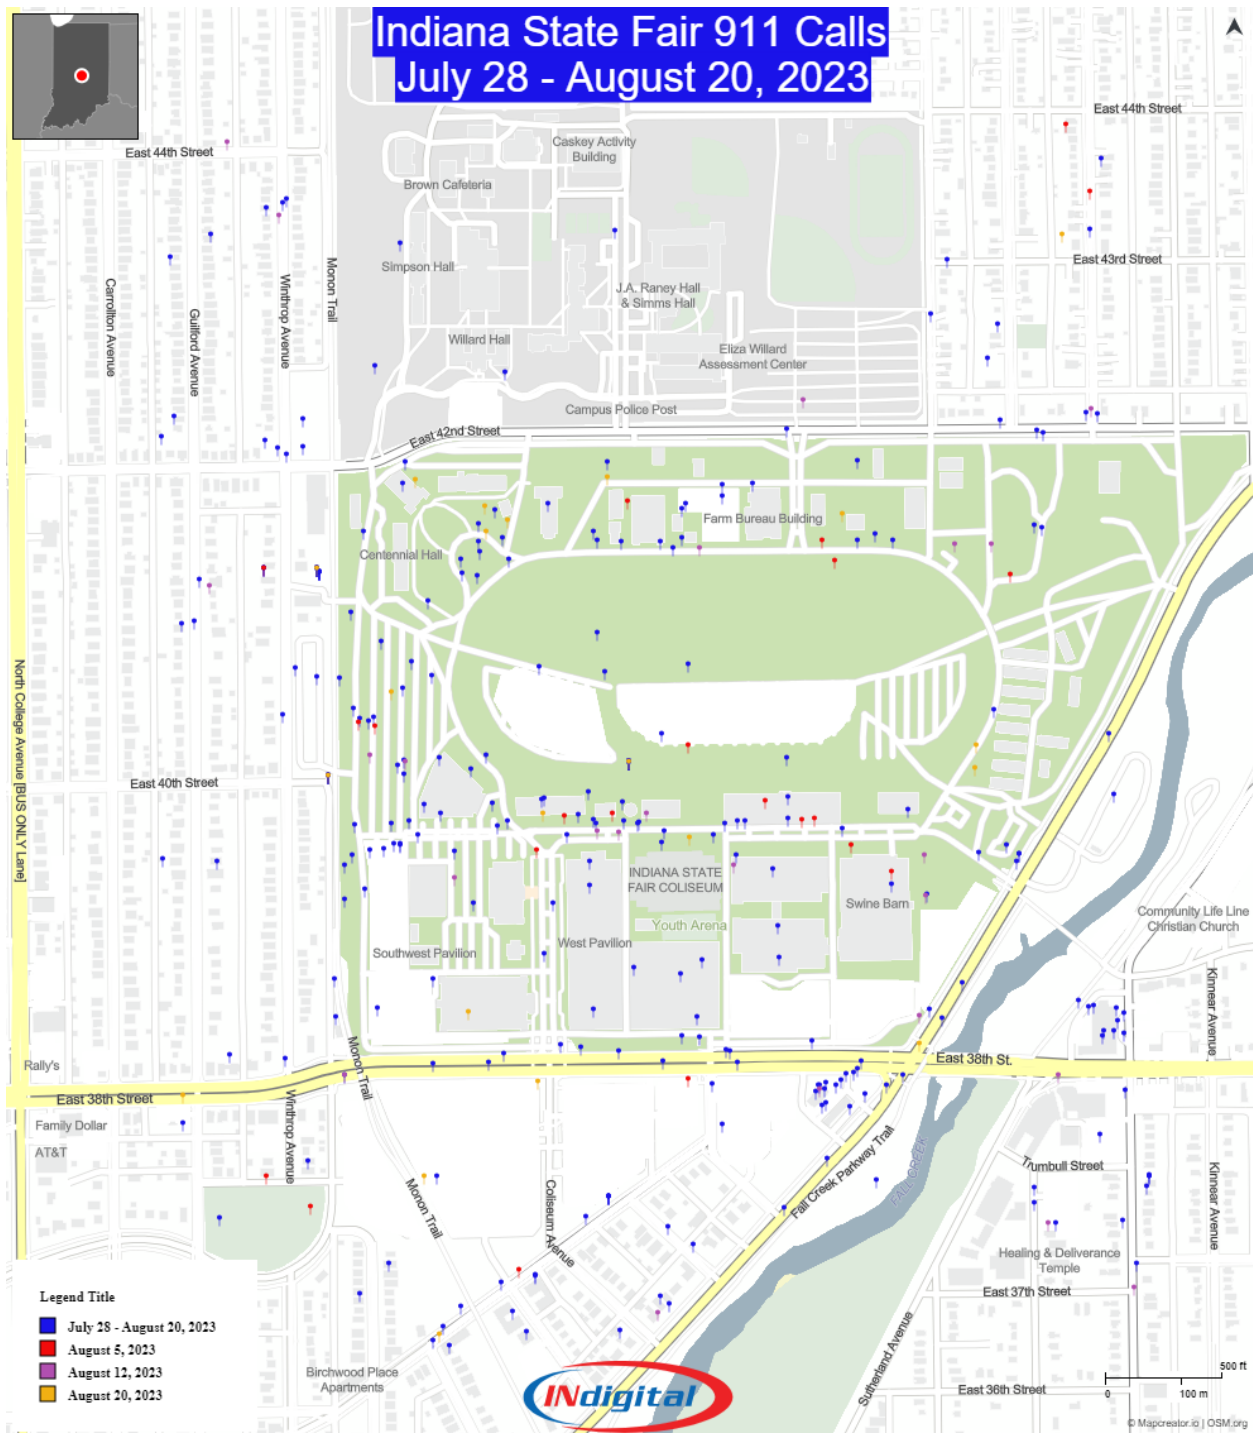 Indiana State Fair 911 Calls
July 28 - August 20, 2023
East 44th Street
East 44th Street
Caskey Activity
Building
Brown Cafeteria
Simpson Hall
East 43rd Street
Monon Trail
Carrollton Avenue
Guilford Avenue
Winthrop Avenue
J.A. Raney Hall
& Simms Hall
Willard Hall
Eliza Willard
Assessment Center
Campus Police Post
East 42nd Street
Farm Bureau Building
Centennial Hall
North College Avenue [BUS ONLY Lane]
East 40th Street
INDIANA STATE
FAIR COLISEUM
Swine Barn
Youth Arena
West Pavilion
Southwest Pavilion
Community Life Line
Christian Church
Kinnear Avenue
Rally's
Monon Trail
East 38th St.
East 38th Street
Family Dollar
AT&T
Winthrop Avenue
Fall Creek Parkway Trail
FALL CREEK
Trumbull Street
Kinnear Avenue
Monon Trail
Coliseum Avenue
Healing & Deliverance
Temple
East 37th Street
Legend Title
July 28 - August 20, 2023
August 5, 2023
August 12, 2023
August 20, 2023
Birchwood Place
Apartments
INdigital
Sutherland Avenue
East 36th Street
500 ft
0 100 m
© Mapcreator.io | OSM.org